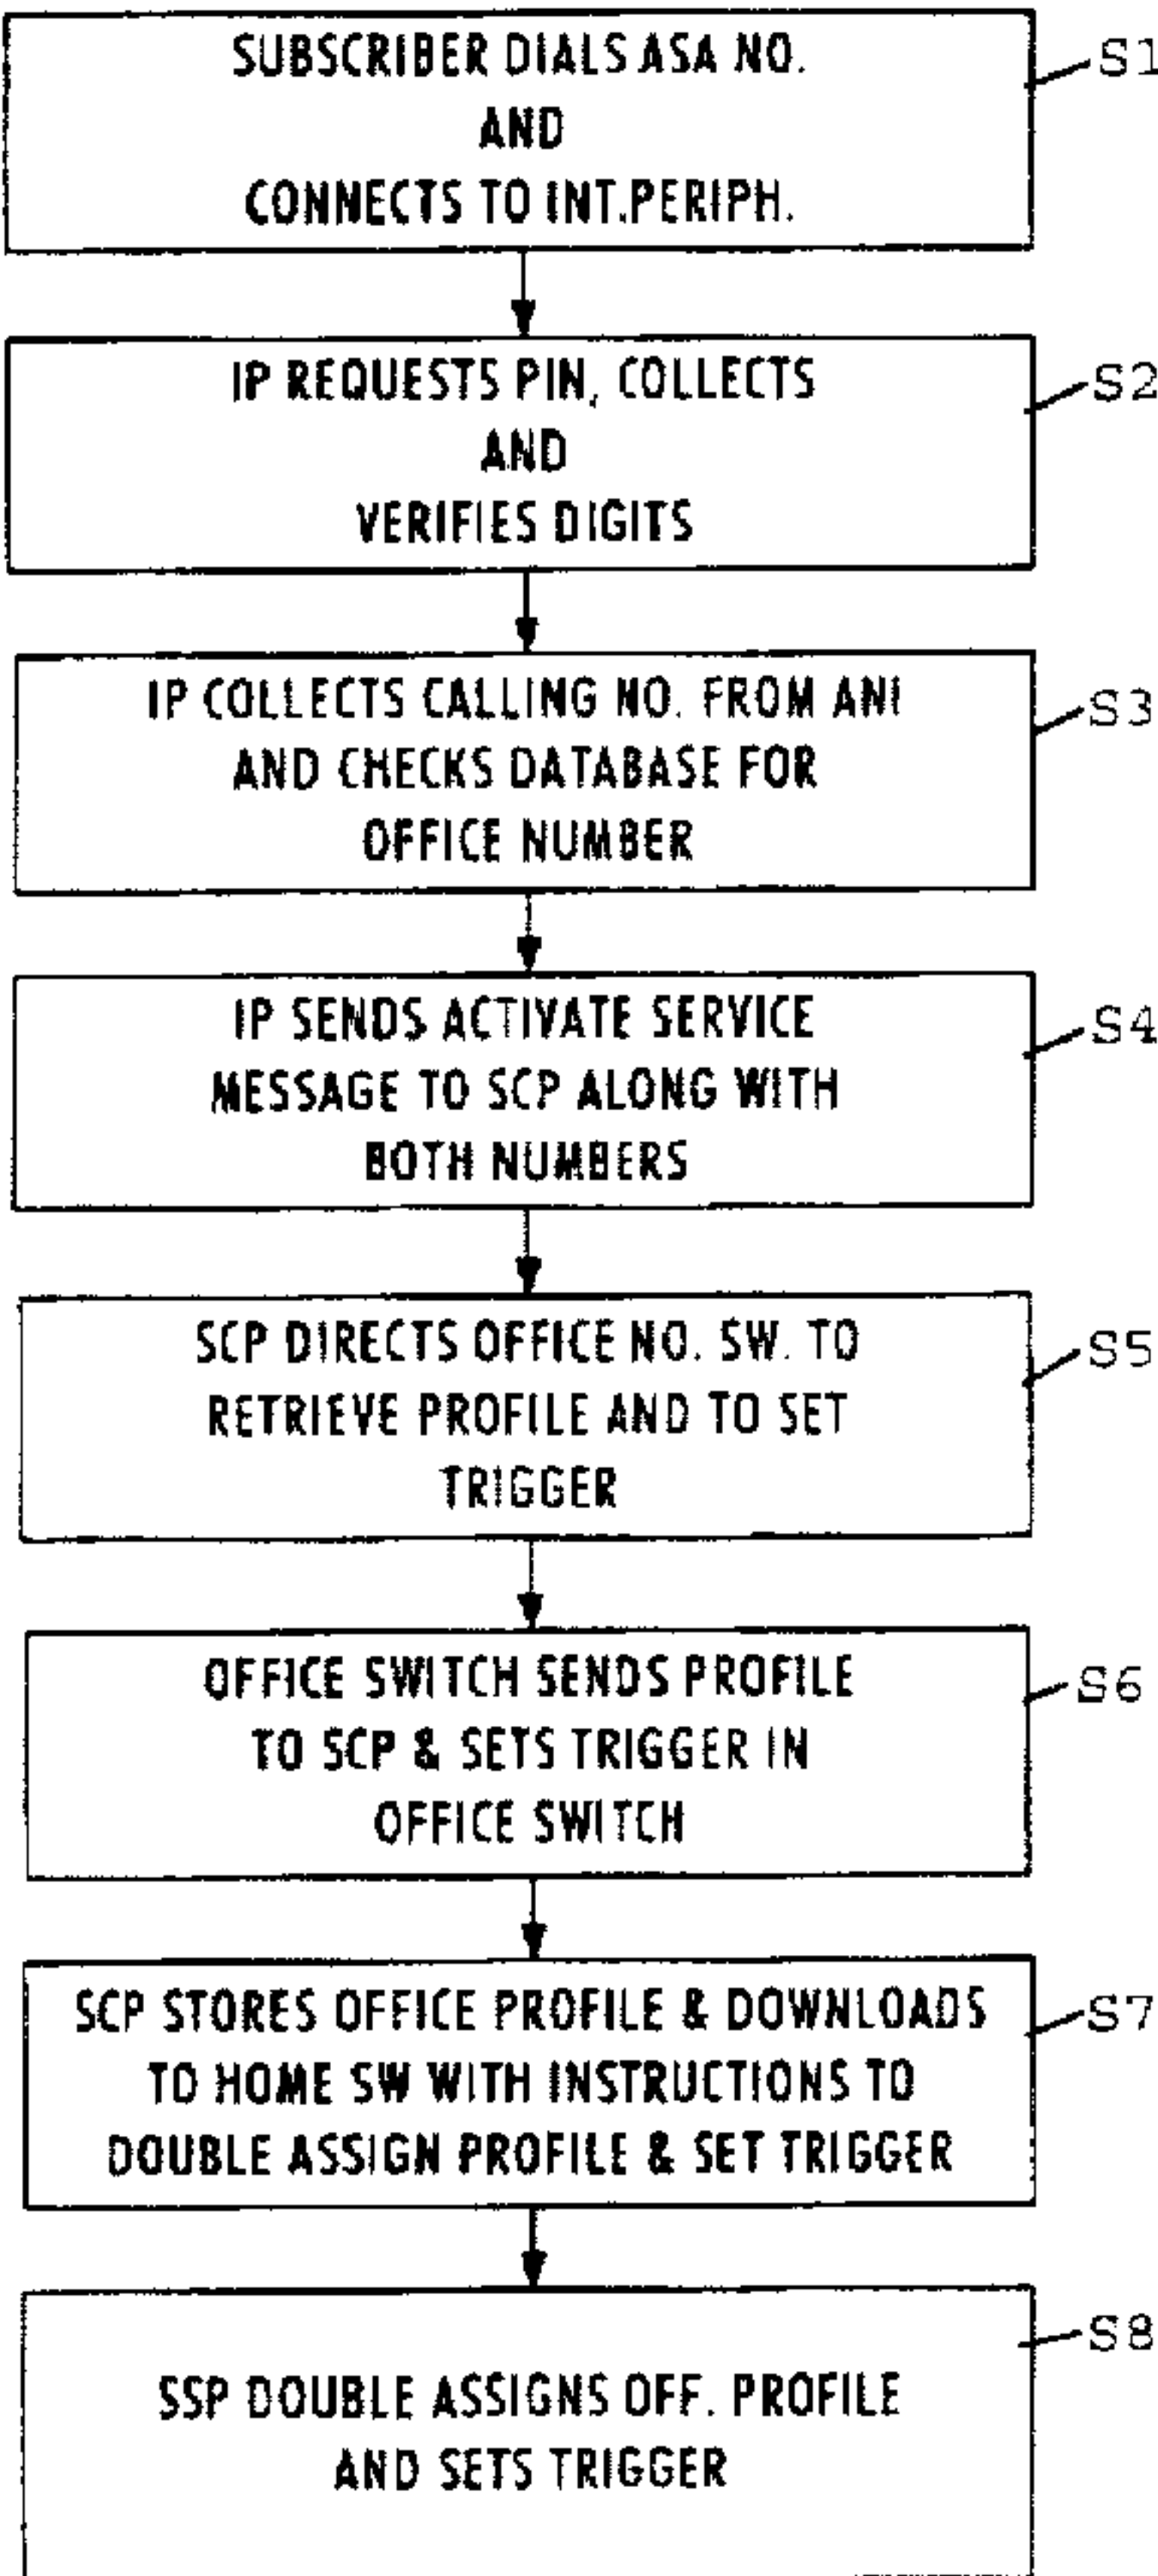 SUBSCRIBER DIALS ASA NO.
AND
CONNECTS TO INT.PERIPH.
S1
IP REQUESTS PIN, COLLECTS
AND
VERIFIES DIGITS
S2
IP COLLECTS CALLING NO. FROM ANI
AND CHECKS DATABASE FOR
OFFICE NUMBER
S3
IP SENDS ACTIVATE SERVICE
MESSAGE TO SCP ALONG WITH
BOTH NUMBERS
S4
SCP DIRECTS OFFICE NO. SW. TO
RETRIEVE PROFILE AND TO SET
TRIGGER
S5
OFFICE SWITCH SENDS PROFILE
TO SCP & SETS TRIGGER IN
OFFICE SWITCH
S6
SCP STORES OFFICE PROFILE & DOWNLOADS
TO HOME SW WITH INSTRUCTIONS TO
DOUBLE ASSIGN PROFILE & SET TRIGGER
S7
SSP DOUBLE ASSIGNS OFF. PROFILE
AND SETS TRIGGER
S8